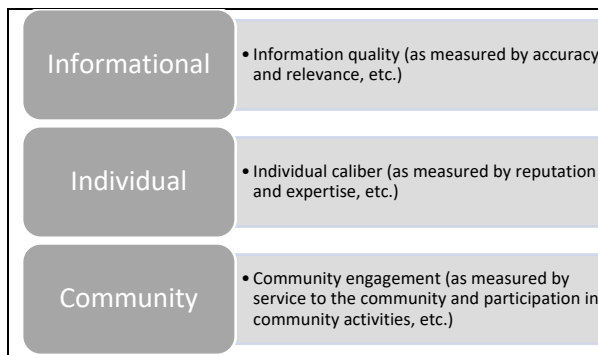 Informational
• Information quality (as measured by accuracy
and relevance, etc.)
Individual
• Individual caliber (as measured by reputation
and expertise, etc.)
Community
• Community engagement (as measured by
service to the community and participation in
community activities, etc.)